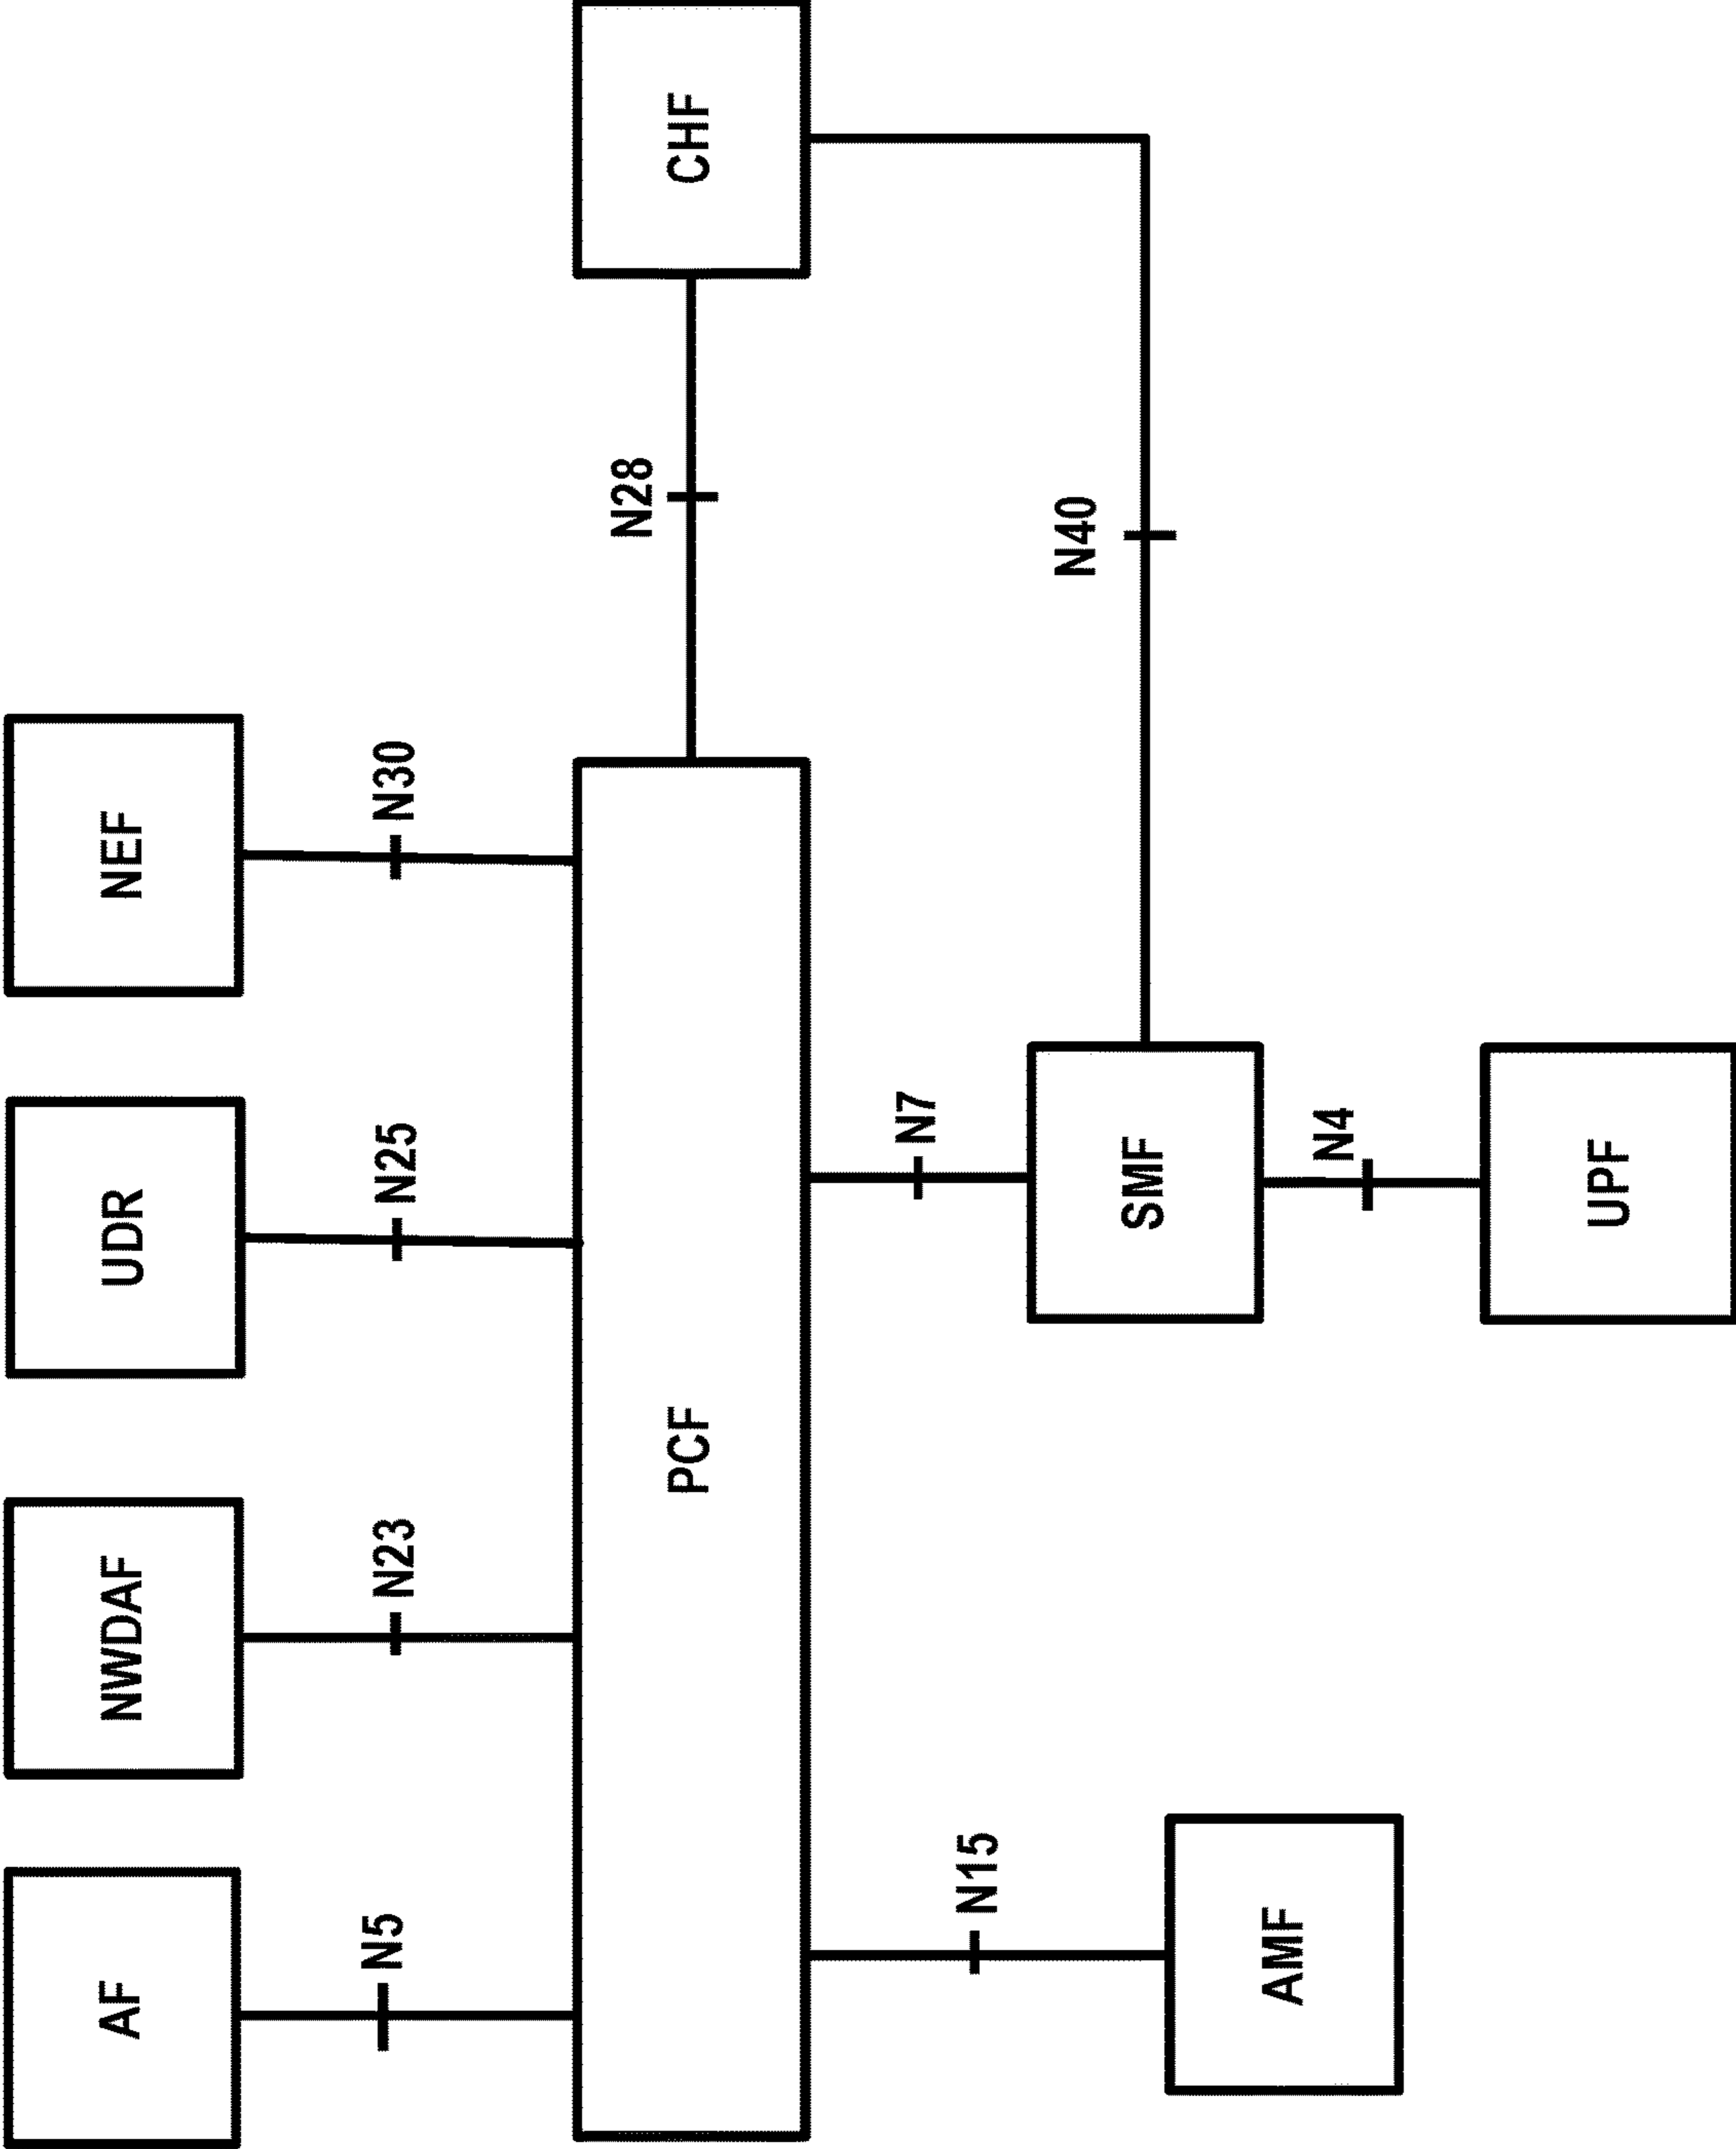 AF
NWDAF
UDR
NEF
N5
N23
N25
N30
PCF
N28
CHF
N15
N7
N40
AMF
SMF
N4
UPF